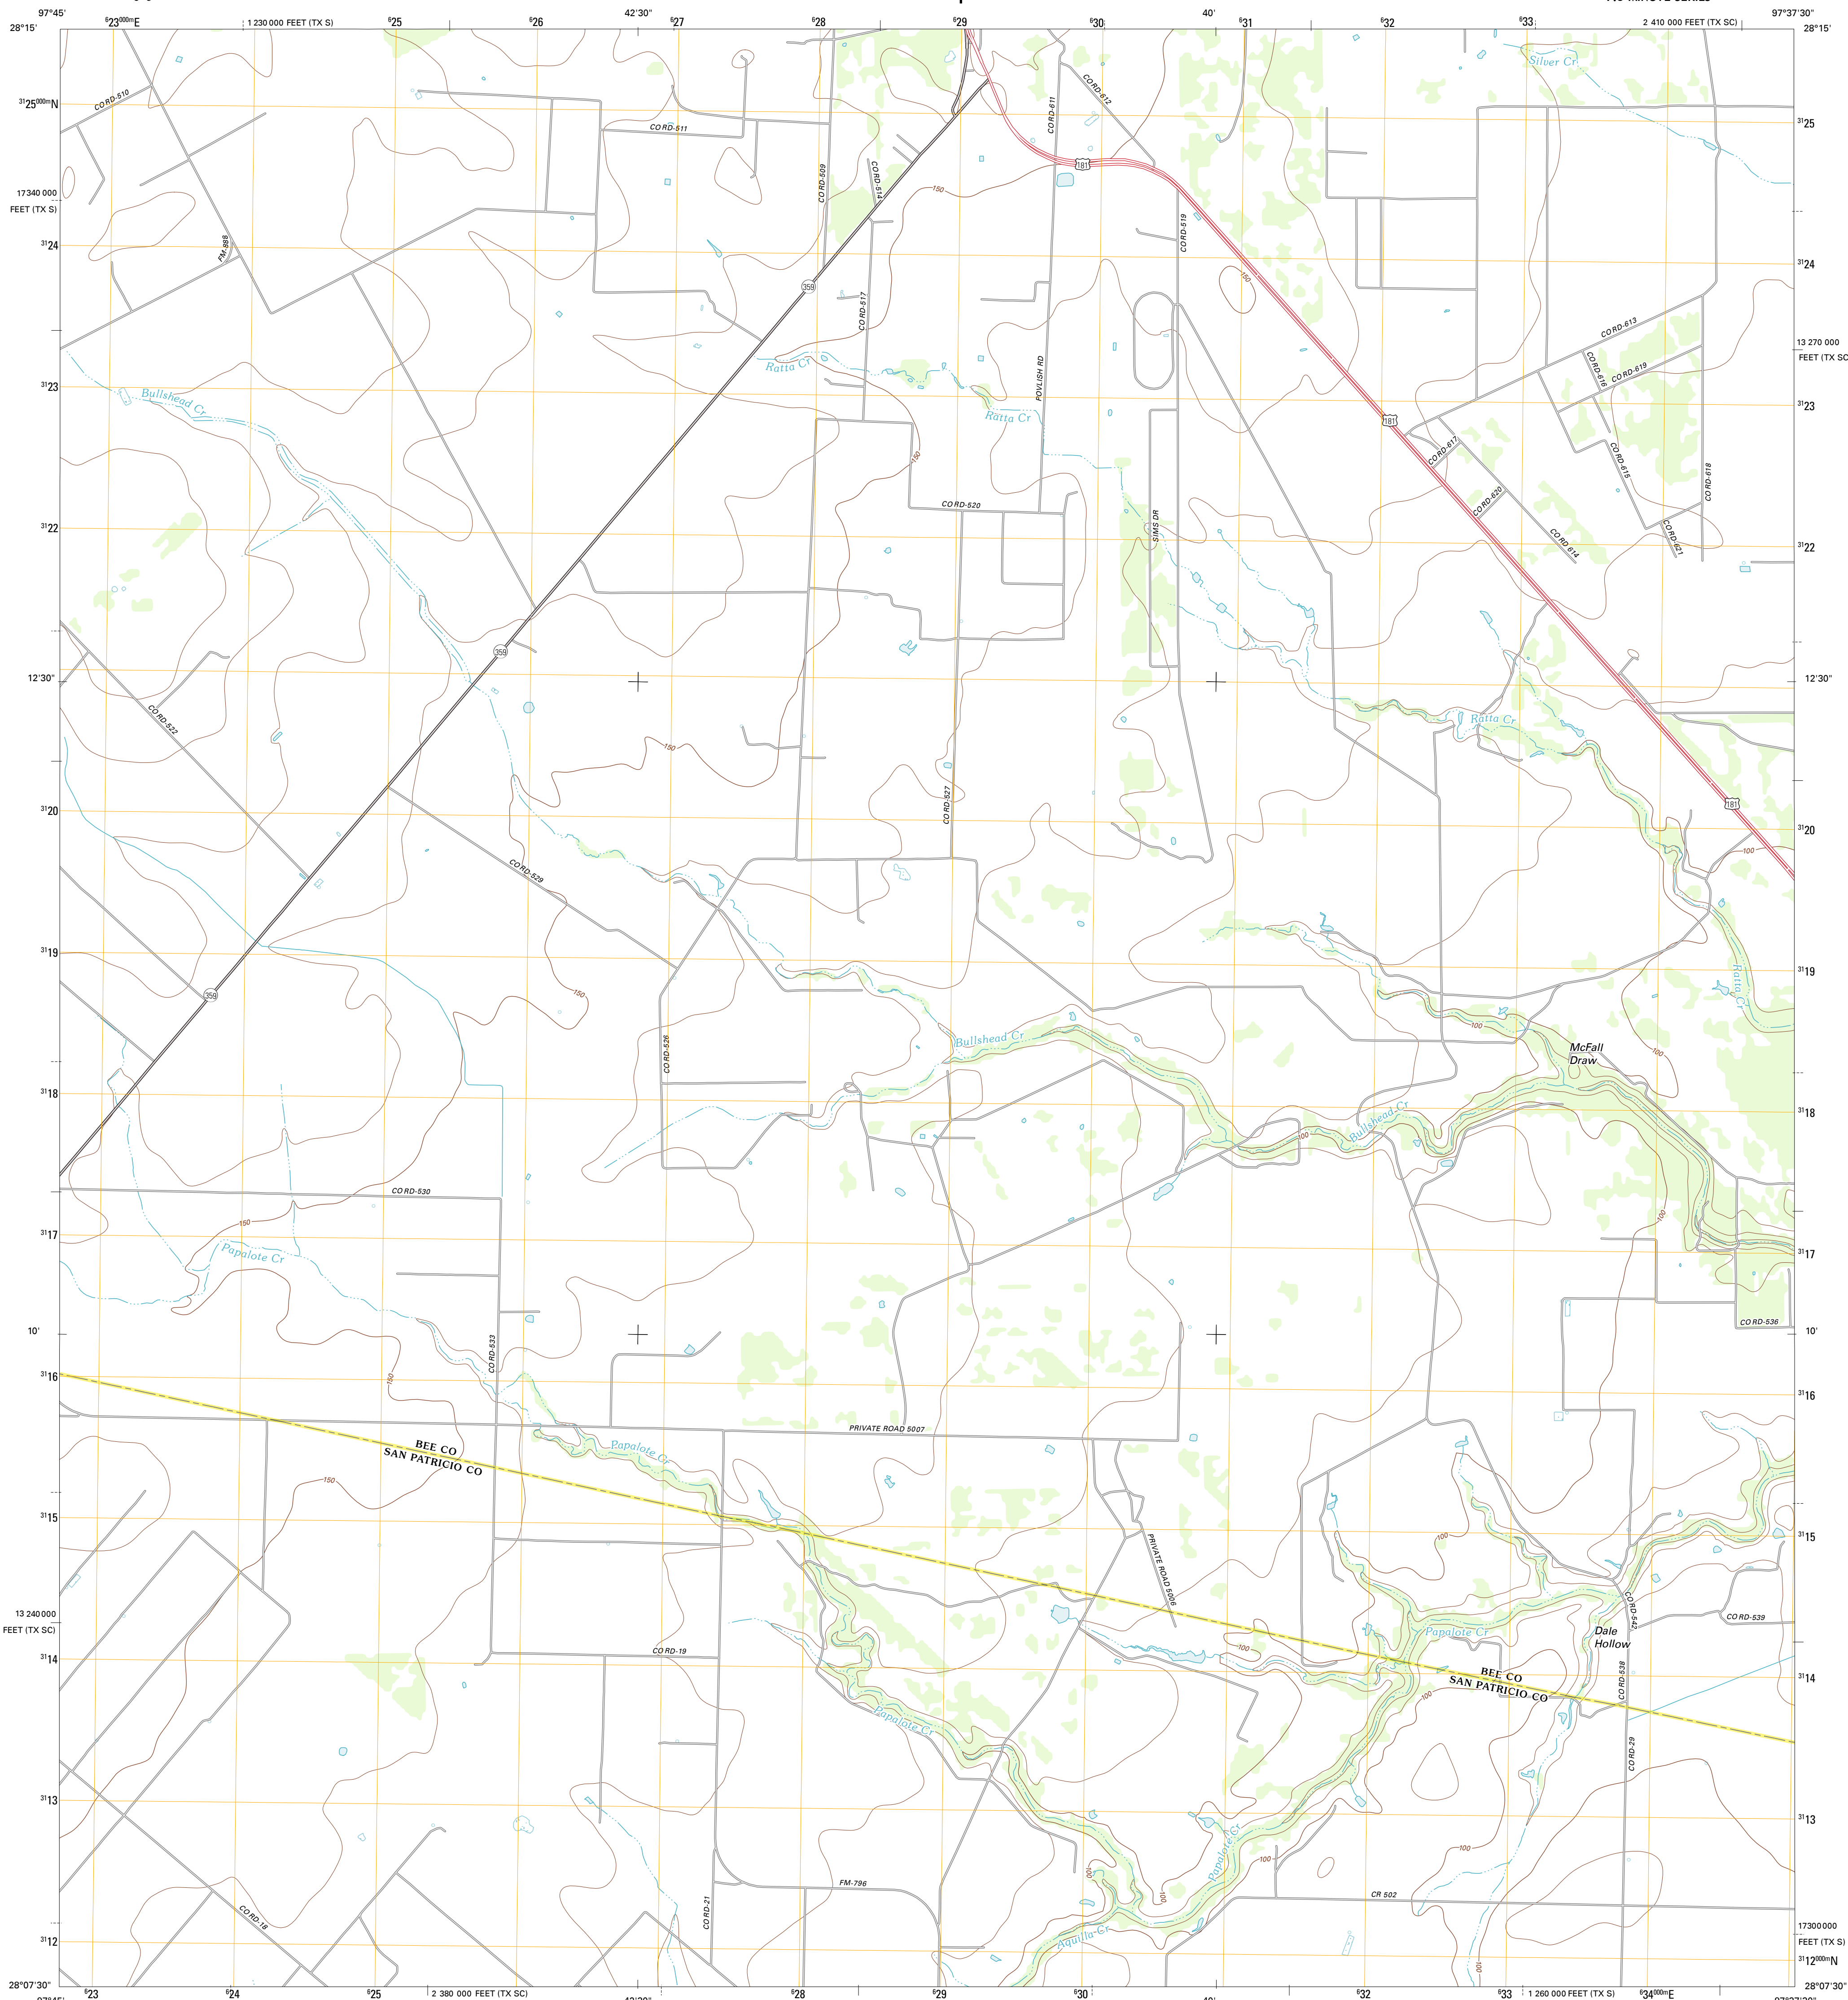 97°45'
⁶23⁰⁰⁰ᵐE
1 230 000 FEET (TX S)
⁶25
⁶26
42'30"
⁶27
⁶28
⁶29
⁶30
40'
⁶31
⁶32
⁶33
2 410 000 FEET (TX SC)
97°37'30"
28°15'
28°15'
Silver Cr
CO RD-510
CO RD-612
³¹25⁰⁰⁰ᵐN
CO RD-511
CO RD-611
³¹25
181
CO RD-509
CO RD-514
150
17 340 000
FEET (TX S)
CO RD-519
³¹24
FM-888
³¹24
359
150
CO RD-517
CO RD-613
13 270 000
FEET (TX SC
Ratta Cr
POVLISH RD
CO RD-616
CO RD-619
³¹23
Bullshead Cr
Ratta Cr
³¹23
181
150
CO RD-617
CO RD-615
CO RD-618
CO RD-620
CO RD-520
³¹22
SIMS DR
CO RD 614
CO RD-621
³¹22
359
12'30"
12'30"
CO RD-522
150
Ratta Cr
³¹20
CO RD-527
181
³¹20
100
CO RD-529
³¹19
³¹19
359
150
Ratta Cr
100
Bullshead Cr
CO RD-526
McFall
Draw
100
³¹18
Bullshead Cr
³¹18
100
CO RD-530
150
100
³¹17
Papalote Cr
³¹17
10'
CO RD-533
CO RD-536
10'
³¹16
150
³¹16
PRIVATE ROAD 5007
BEE CO
SAN PATRICIO CO
Papalote Cr
150
³¹15
100
³¹15
PRIVATE ROAD 5006
13 240 000
FEET (TX SC)
CO RD-542
CO RD-539
Papalote Cr
Dale
Hollow
100
CO RD-19
³¹14
BEE CO
SAN PATRICIO CO
CO RD-538
³¹14
100
Papalote Cr
CO RD-29
³¹13
³¹13
Papalote Cr
100
100
100
FM-796
100
CR 502
CO RD-21
CO RD-18
Aquilla Cr
17 300 000
FEET (TX S)
³¹12
³¹12⁰⁰⁰ᵐN
100
28°07'30"
28°07'30"
⁶23
⁶24
⁶25
2 380 000 FEET (TX SC)
⁶28
⁶29
⁶30
⁶32
⁶33
1 260 000 FEET (TX S)
⁶34⁰⁰⁰ᵐE